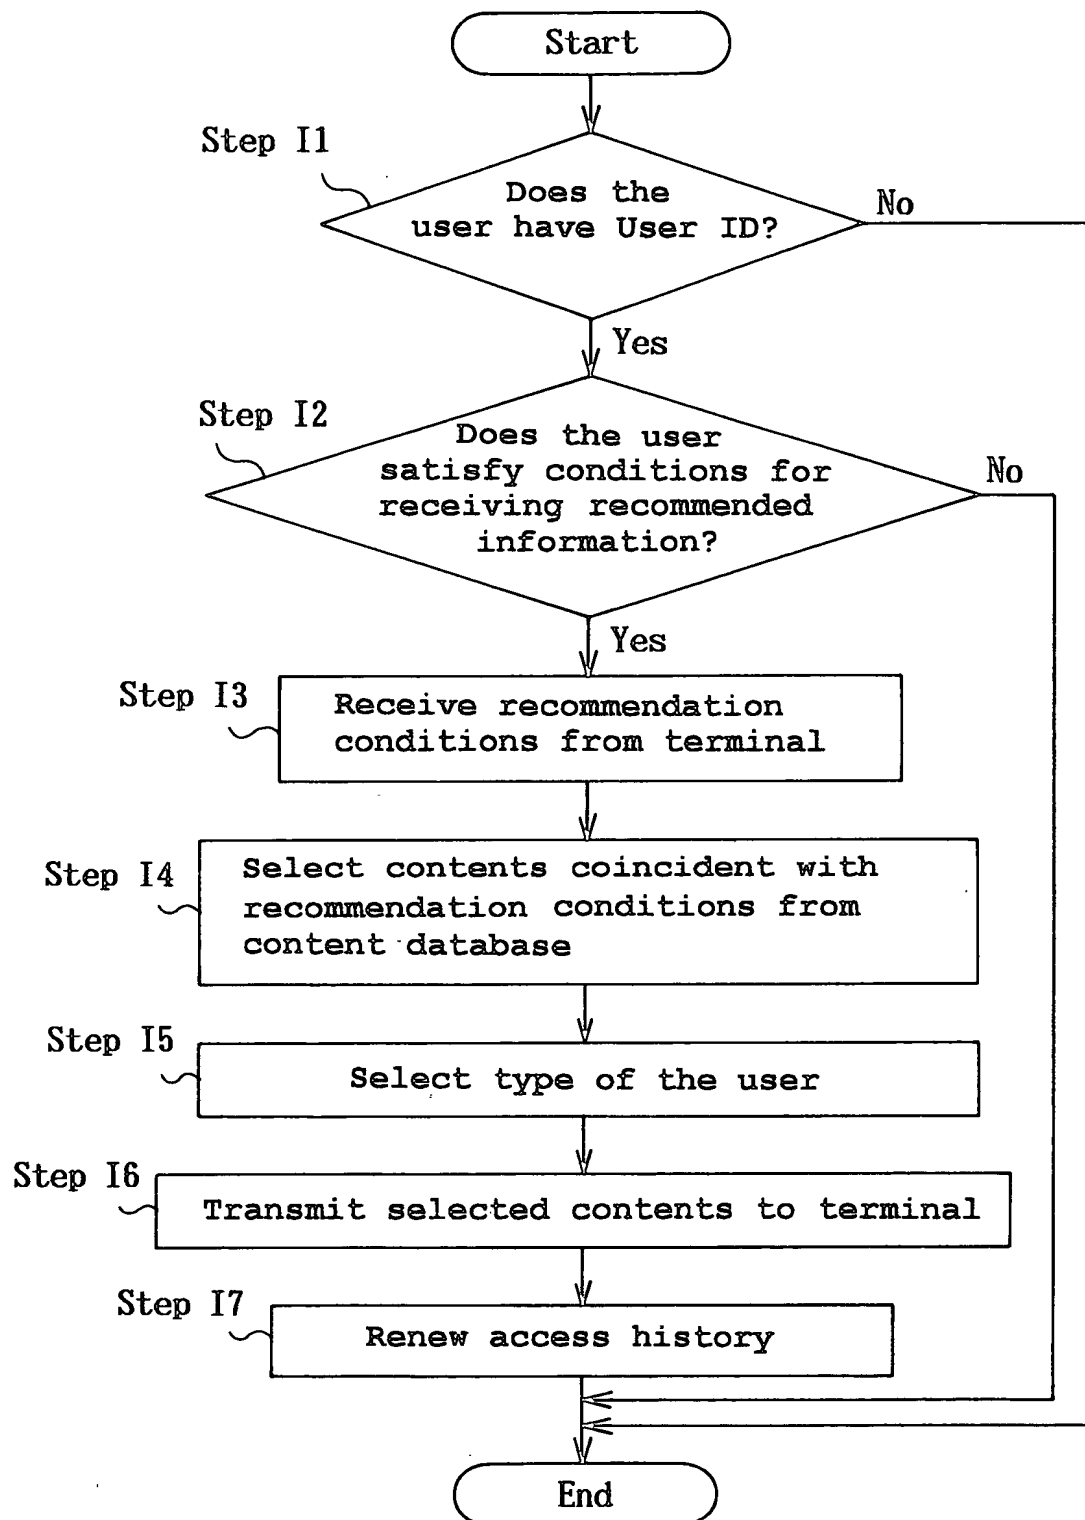 Start
Step I1
Does the
user have User ID?
No
Yes
Step I2
Does the user
satisfy conditions for
receiving recommended
information?
No
Yes
Step I3
Receive recommendation
conditions from terminal
Step I4
Select contents coincident with
recommendation conditions from
content database
Step I5
Select type of the user
Step I6
Transmit selected contents to terminal
Step I7
Renew access history
End